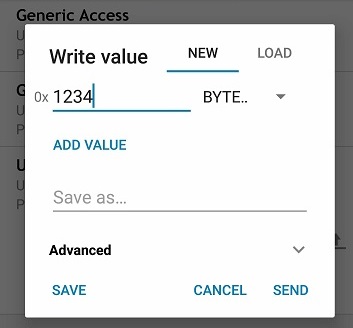 Generic Access
U
P
Write value NEW LOAD
G
0x 1234 BYTE..
U
P
ADD VALUE
U
U
P
Save as...
Advanced
SAVE CANCEL SEND